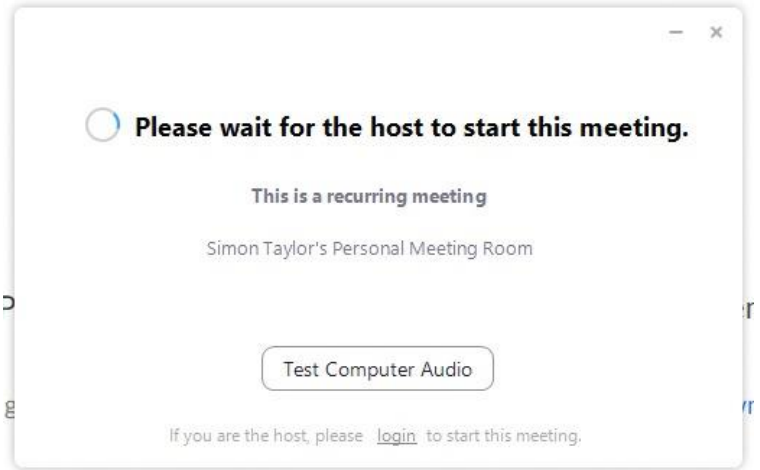 Please wait for the host to start this meeting.
This is a recurring meeting
Simon Taylor's Personal Meeting Room
Test Computer Audio
If you are the host, please login to start this meeting.